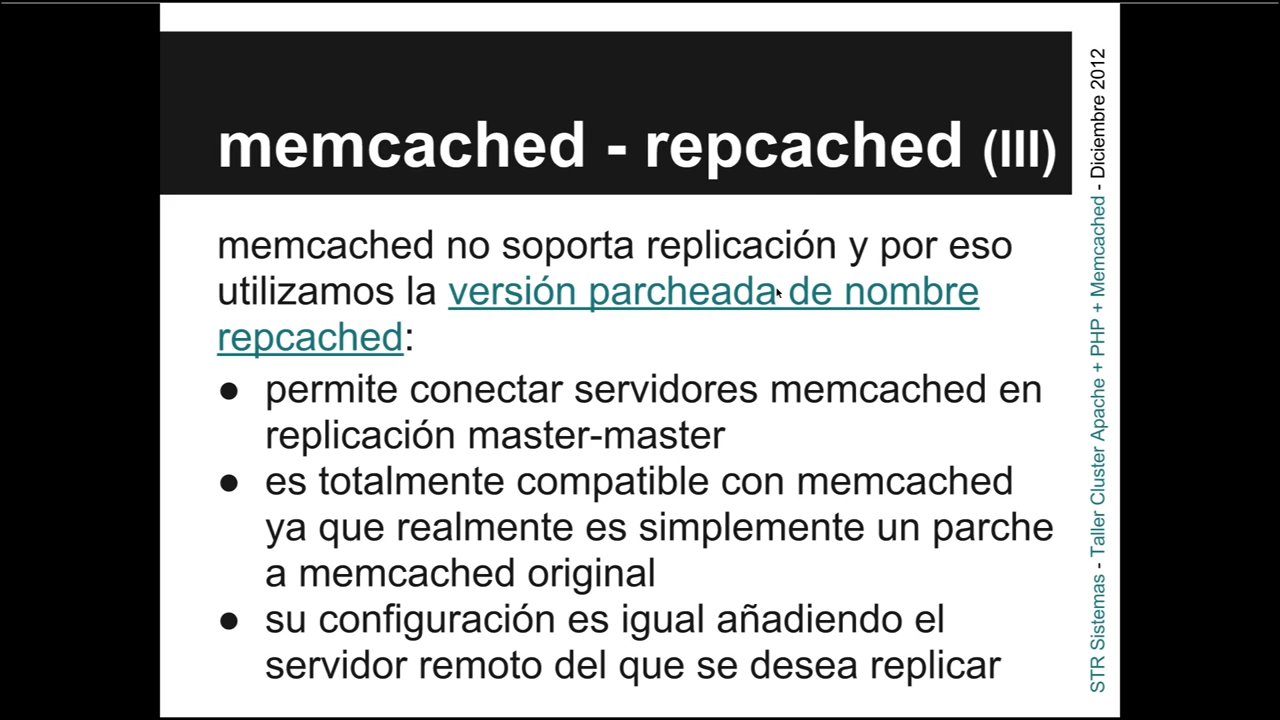 memcached - repcached (III)
memcached no soporta replicación y por eso
utilizamos la versión parcheada de nombre
repcached:
● permite conectar servidores memcached en
replicación master-master
● es totalmente compatible con memcached
ya que realmente es simplemente un parche
a memcached original
● su configuración es igual añadiendo el
servidor remoto del que se desea replicar
STR Sistemas - Taller Cluster Apache + PHP + Memcached - Diciembre 2012